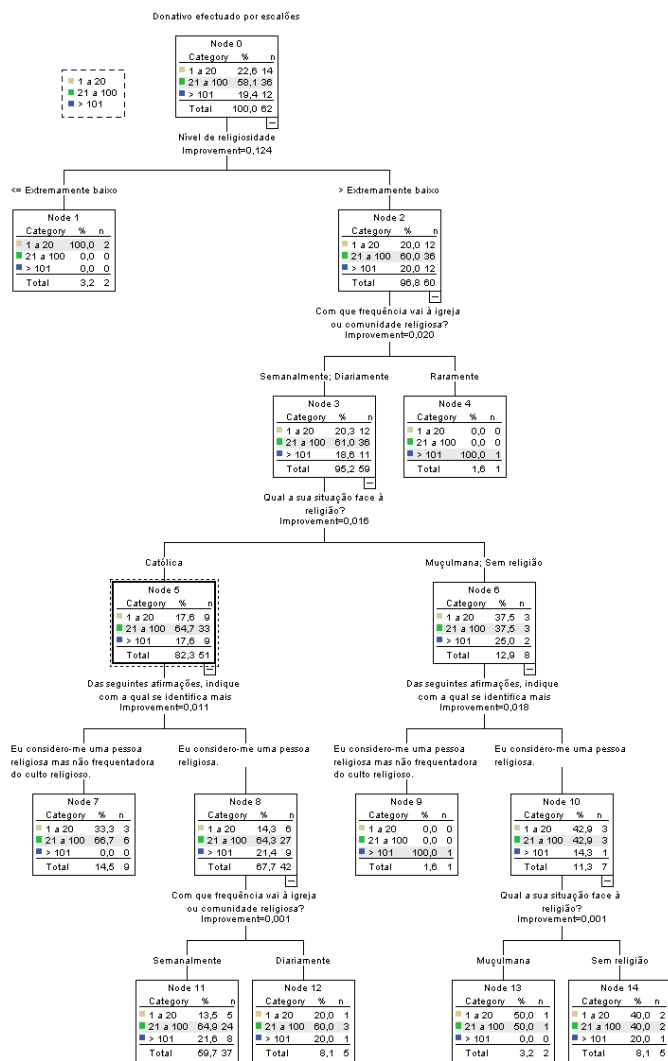 Donativo efectuado por escalões
1 a 20
21 a 100
> 101
Node 0
Category % n
1 a 20 22,6 14
21 a 100 58,1 36
> 101 19,4 12
Total 100,0 62
Nível de religiosidade
Improvement=0,124
<= Extremamente baixo
> Extremamente baixo
Node 1
Category % n
1 a 20 100,0 2
21 a 100 0,0 0
> 101 0,0 0
Total 3,2 2
Node 2
Category % n
1 a 20 20,0 12
21 a 100 60,0 36
> 101 20,0 12
Total 96,8 60
Com que frequência vai à igreja
ou comunidade religiosa?
Improvement=0,020
Semanalmente; Diariamente
Raramente
Node 3
Category % n
1 a 20 20,3 12
21 a 100 61,0 36
> 101 18,6 11
Total 95,2 59
Node 4
Category % n
1 a 20 0,0 0
21 a 100 0,0 0
> 101 100,0 1
Total 1,6 1
Qual a sua situação face à
religião?
Improvement=0,016
Católica
Muçulmana; Sem religião
Node 5
Category % n
1 a 20 17,6 9
21 a 100 64,7 33
> 101 17,6 9
Total 82,3 51
Node 6
Category % n
1 a 20 37,5 3
21 a 100 37,5 3
> 101 25,0 2
Total 12,9 8
Das seguintes afirmações, indique
com a qual se identifica mais
Improvement=0,011
Das seguintes afirmações, indique
com a qual se identifica mais
Improvement=0,018
Eu considero-me uma pessoa
religiosa mas não frequentadora
do culto religioso.
Eu considero-me uma pessoa
religiosa.
Eu considero-me uma pessoa
religiosa mas não frequentadora
do culto religioso.
Eu considero-me uma pessoa
religiosa.
Node 7
Category % n
1 a 20 33,3 3
21 a 100 66,7 6
> 101 0,0 0
Total 14,5 9
Node 8
Category % n
1 a 20 14,3 6
21 a 100 64,3 27
> 101 21,4 9
Total 67,7 42
Node 9
Category % n
1 a 20 0,0 0
21 a 100 0,0 0
> 101 100,0 1
Total 1,6 1
Node 10
Category % n
1 a 20 42,9 3
21 a 100 42,9 3
> 101 14,3 1
Total 11,3 7
Com que frequência vai à igreja
ou comunidade religiosa?
Improvement=0,001
Qual a sua situação face à
religião?
Improvement=0,001
Semanalmente
Diariamente
Muçulmana
Sem religião
Node 11
Category % n
1 a 20 13,5 5
21 a 100 64,9 24
> 101 21,6 8
Total 59,7 37
Node 12
Category % n
1 a 20 20,0 1
21 a 100 60,0 3
> 101 20,0 1
Total 8,1 5
Node 13
Category % n
1 a 20 50,0 1
21 a 100 50,0 1
> 101 0,0 0
Total 3,2 2
Node 14
Category % n
1 a 20 40,0 2
21 a 100 40,0 2
> 101 20,0 1
Total 8,1 5